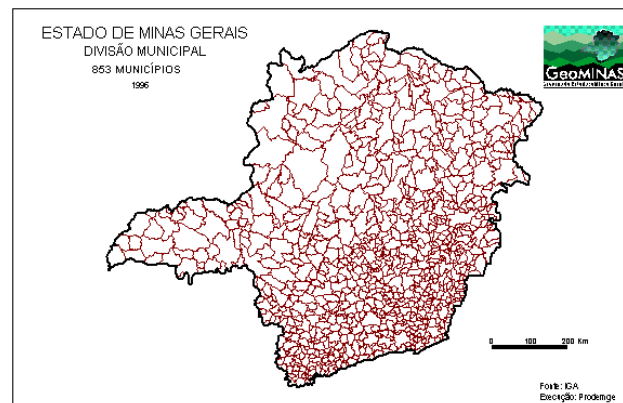 ESTADO DE MINAS GERAIS
DIVISÃO MUNICIPAL
853 MUNICÍPIOS
1996
GeoMINAS
0 100 200 Km
Fonte: IGA
Execução: Prodemge